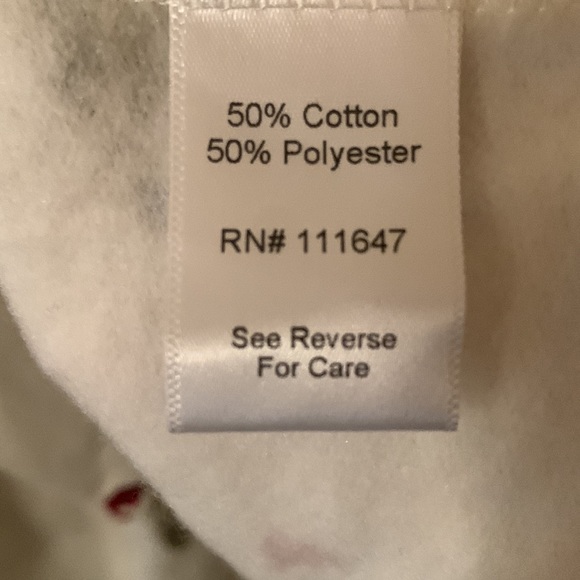 50% Cotton
50% Polyester
RN# 111647
See Reverse
For Care